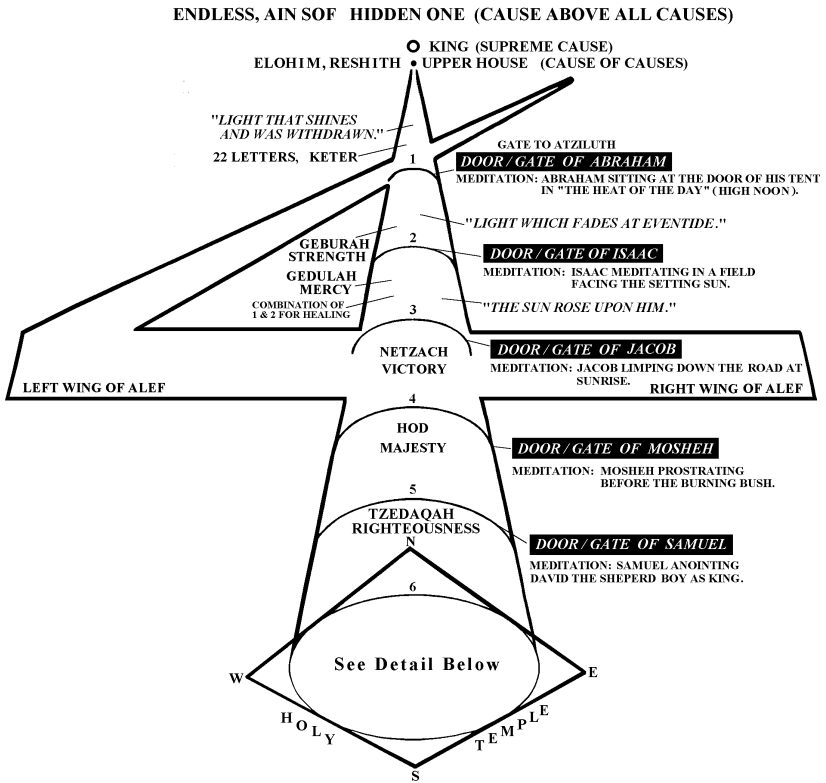 ENDLESS, AIN SOF HIDDEN ONE (CAUSE ABOVE ALL CAUSES)
KING (SUPREME CAUSE)
ELOHIM, RESHITH • UPPER HOUSE (CAUSE OF CAUSES)
"LIGHT THAT SHINES
AND WAS WITHDRAWN."
22 LETTERS, KETER
GATE TO ATZILUTH
1
DOOR / GATE OF ABRAHAM
MEDITATION: ABRAHAM SITTING AT THE DOOR OF HIS TENT
IN "THE HEAT OF THE DAY" (HIGH NOON).
"LIGHT WHICH FADES AT EVENTIDE."
2
GEBURAH
STRENGTH
DOOR / GATE OF ISAAC
MEDITATION: ISAAC MEDITATING IN A FIELD
FACING THE SETTING SUN.
GEDULAH
MERCY
COMBINATION OF
1 & 2 FOR HEALING
"THE SUN ROSE UPON HIM."
3
DOOR / GATE OF JACOB
MEDITATION: JACOB LIMPING DOWN THE ROAD AT
SUNRISE.
NETZACH
VICTORY
LEFT WING OF ALEF
RIGHT WING OF ALEF
4
HOD
MAJESTY
DOOR / GATE OF MOSHEH
MEDITATION: MOSHEH PROSTRATING
BEFORE THE BURNING BUSH.
5
TZEDAQAH
RIGHTEOUSNESS
DOOR / GATE OF SAMUEL
MEDITATION: SAMUEL ANOINTING
DAVID THE SHEPERD BOY AS KING.
N
6
See Detail Below
W
E
HOLY
TEMPLE
S